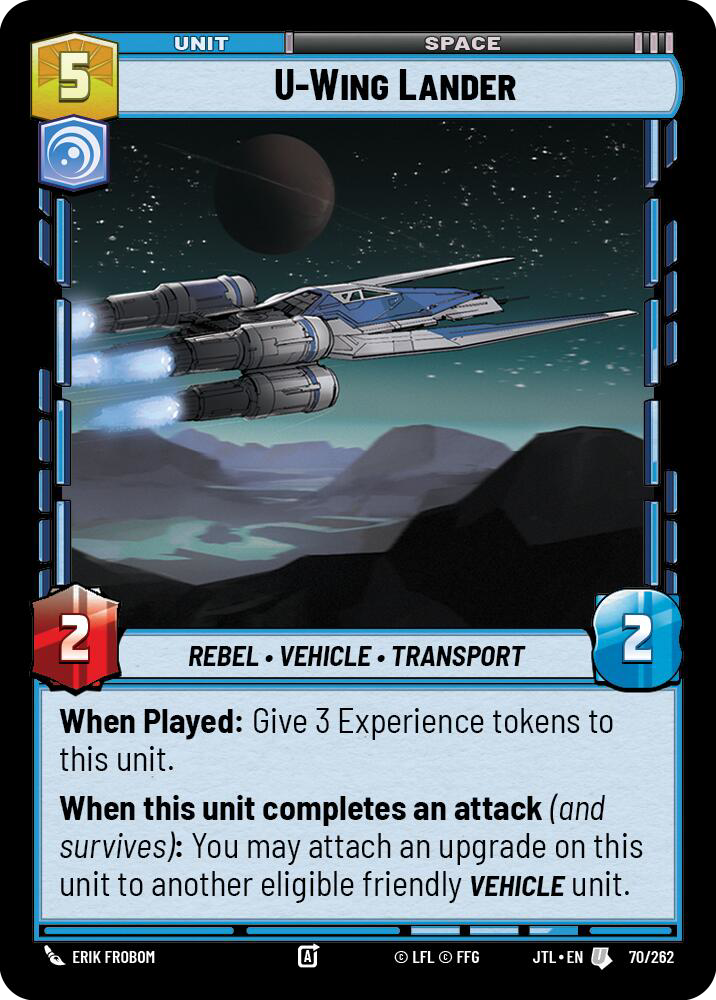 UNIT
SPACE
5
U-Wing Lander
2
REBEL • VEHICLE • TRANSPORT
2
When Played: Give 3 Experience tokens to
this unit.
When this unit completes an attack (and
survives): You may attach an upgrade on this
unit to another eligible friendly VEHICLE unit.
ERIK FROBOM
A
© LFL © FFG
JTL • EN
U
70/262